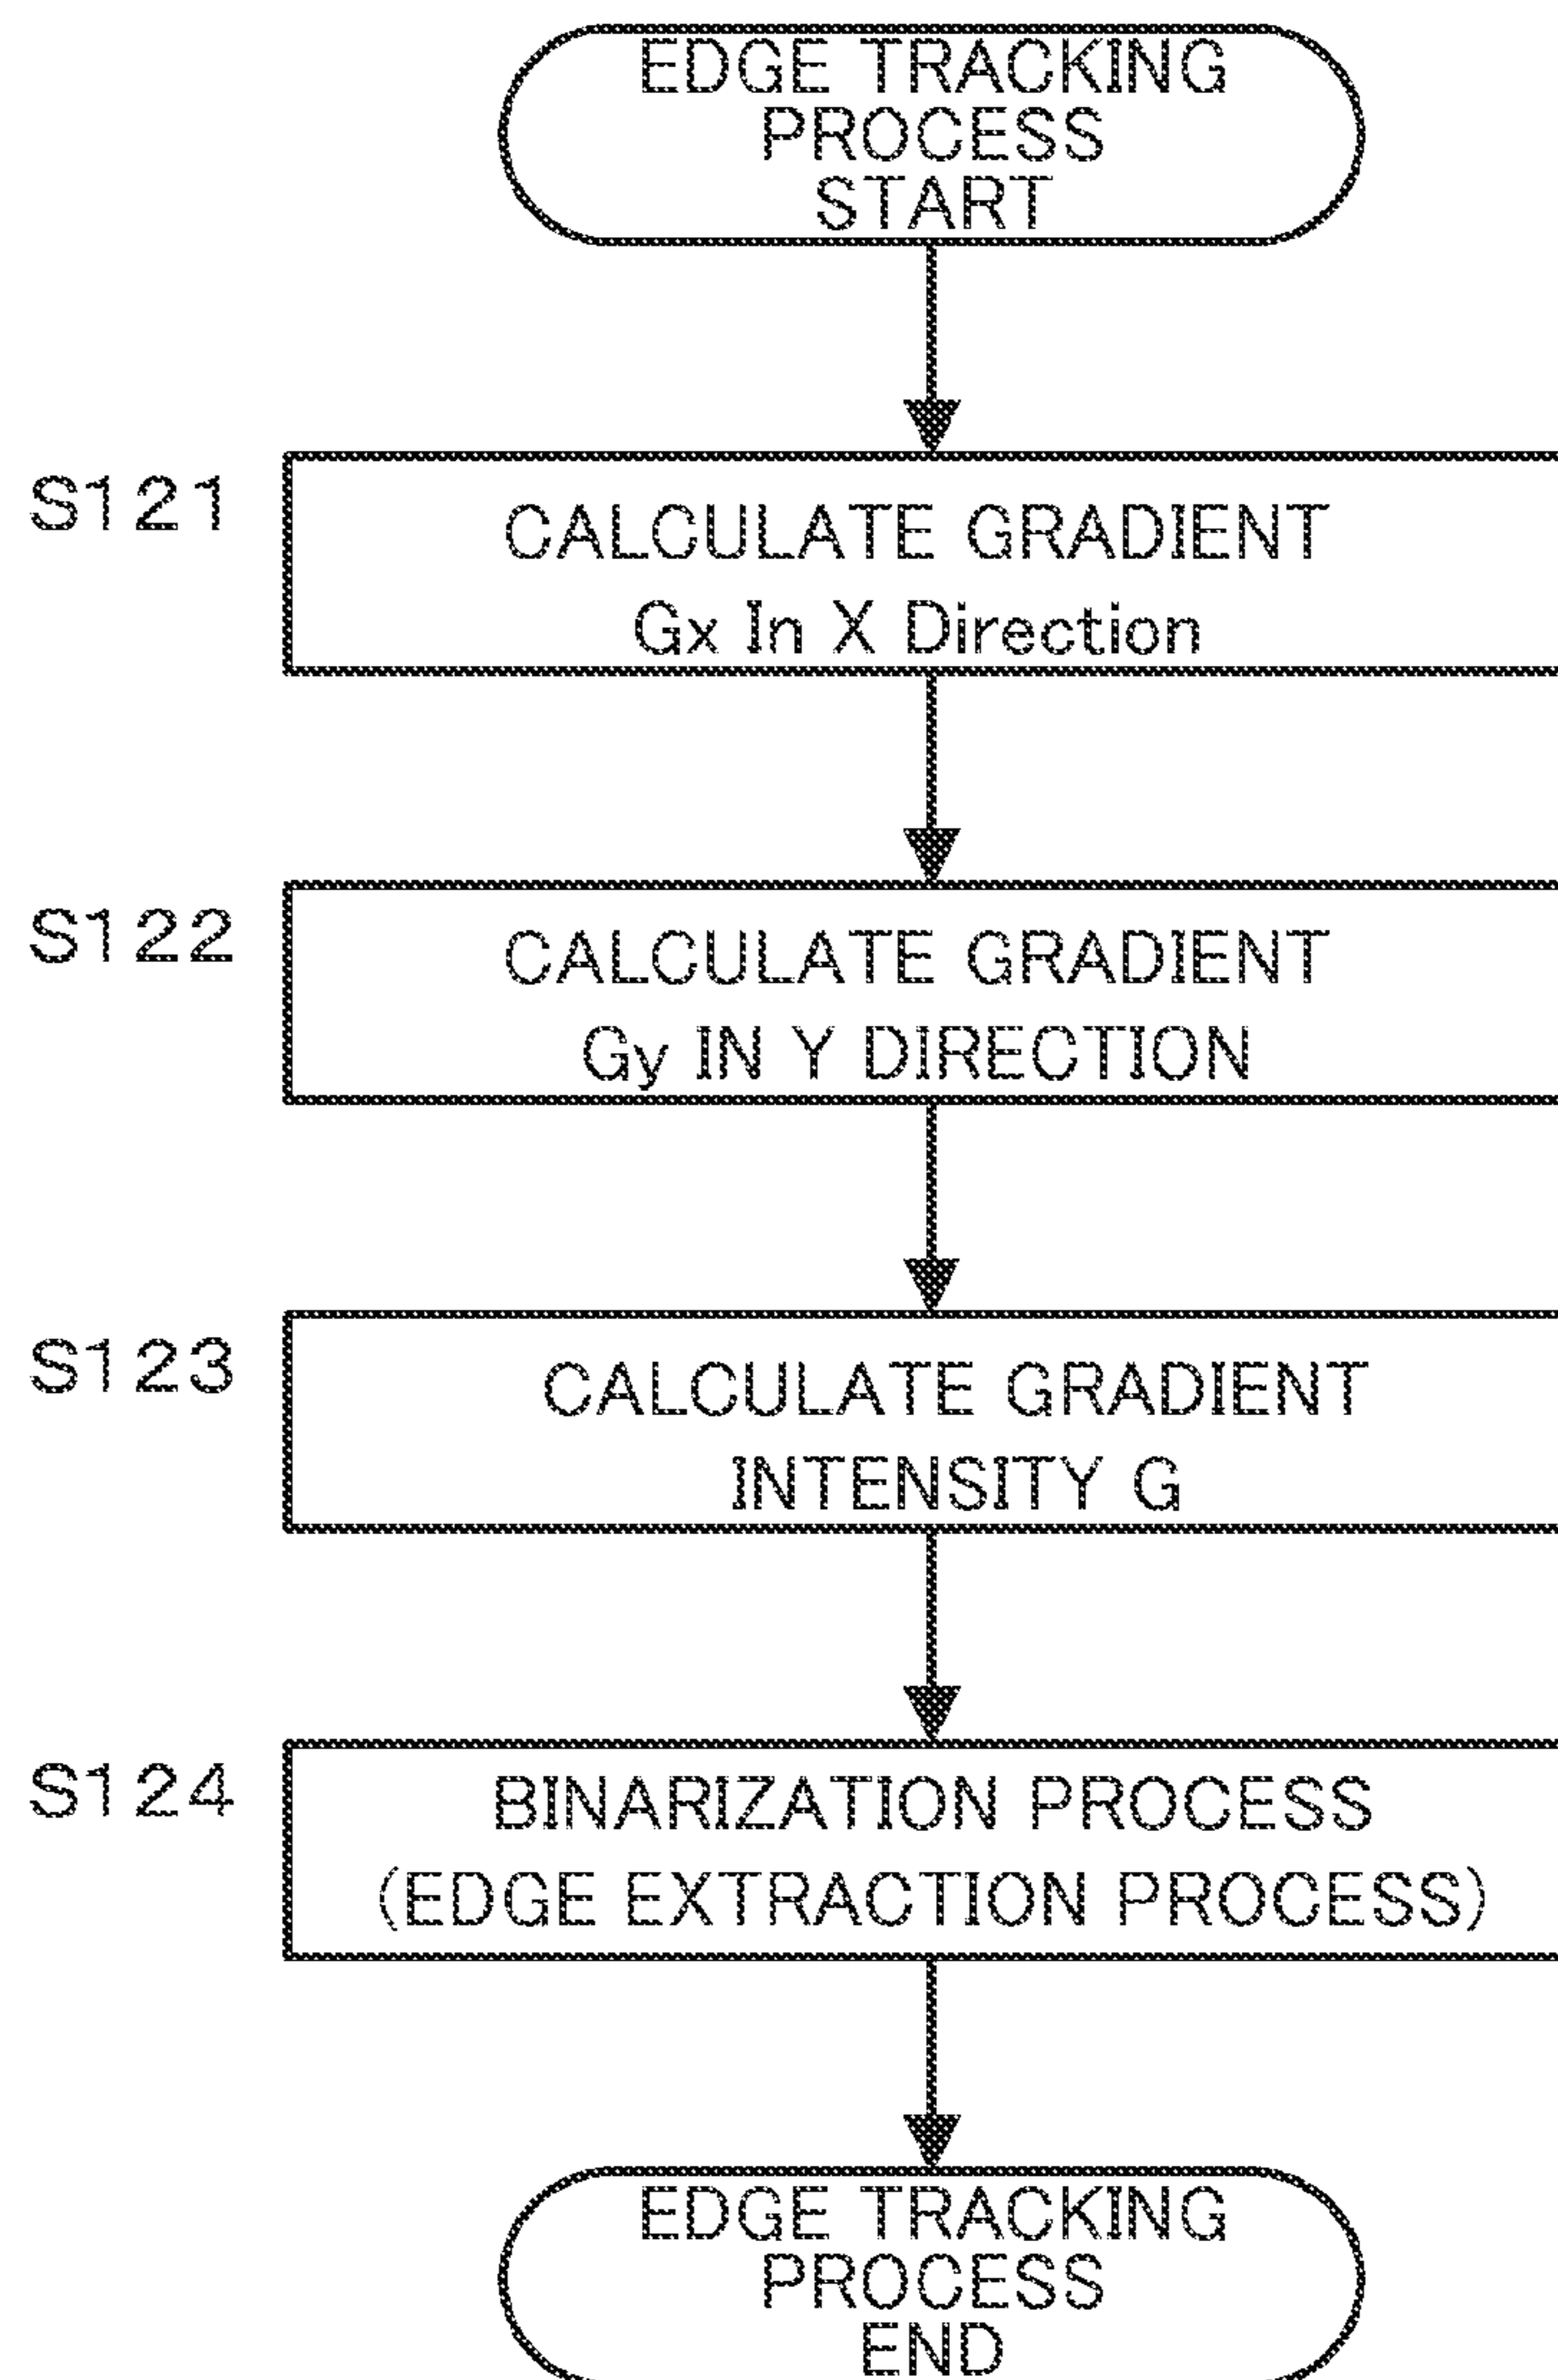 EDGE TRACKING
PROCESS
START
S121
CALCULATE GRADIENT
Gx In X Direction
S122
CALCULATE GRADIENT
Gy IN Y DIRECTION
S123
CALCULATE GRADIENT
INTENSITY G
S124
BINARIZATION PROCESS
(EDGE EXTRACTION PROCESS)
EDGE TRACKING
PROCESS
END